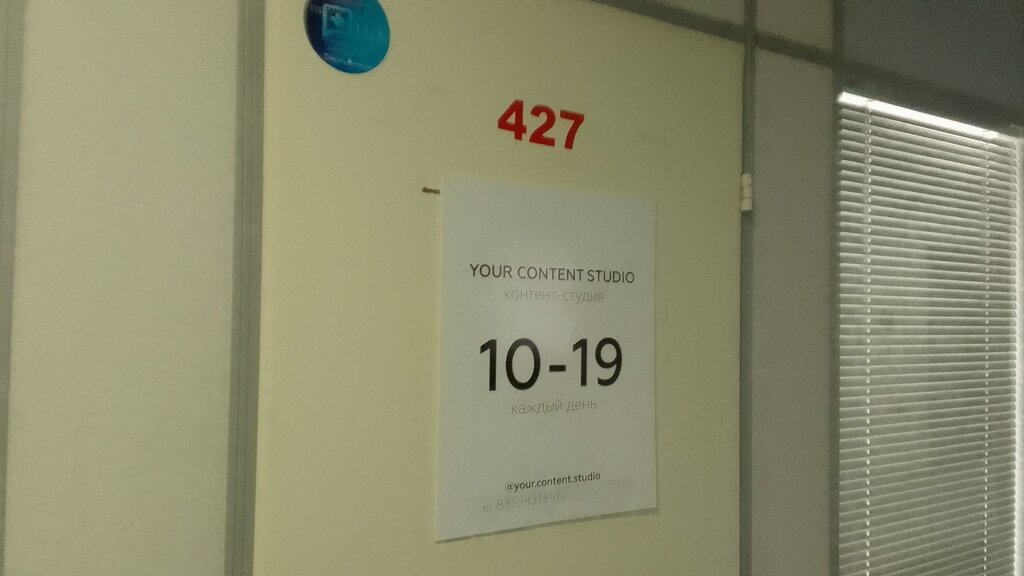 427
YOUR CONTENT STUDIO
контент-студия
10-19
каждый день
@your.content.studio